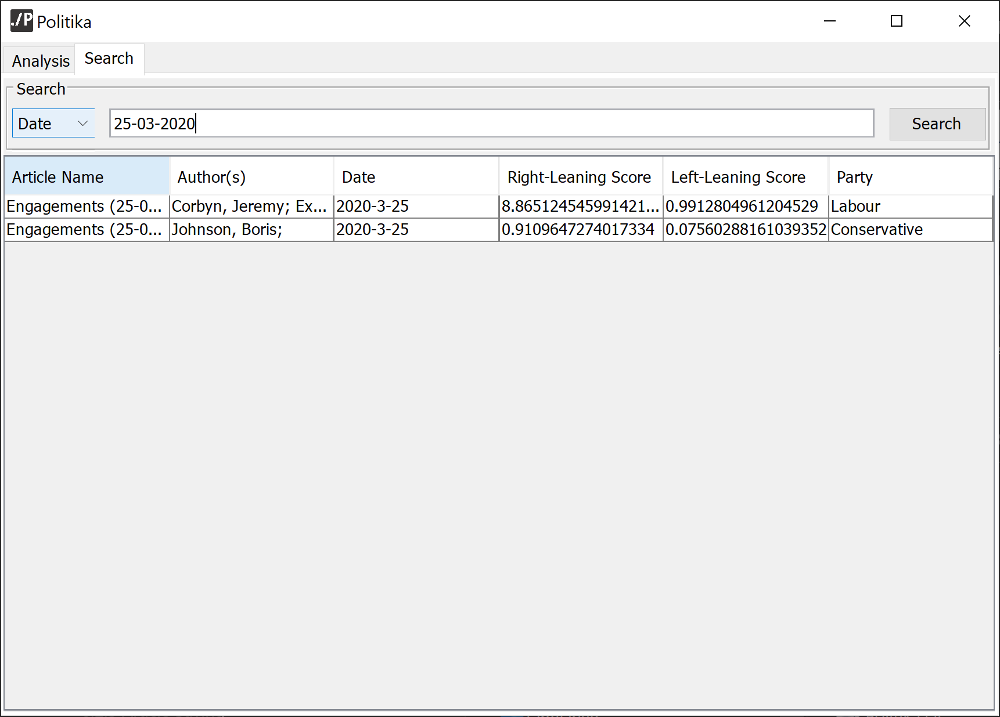 ./P Politika
Analysis Search
Search
Date 25-03-2020 Search
Article Name Author(s) Date Right-Leaning Score Left-Leaning Score Party
Engagements (25-0... Corbyn, Jeremy; Ex... 2020-3-25 8.865124545991421... 0.9912804961204529 Labour
Engagements (25-0... Johnson, Boris; 2020-3-25 0.9109647274017334 0.07560288161039352 Conservative